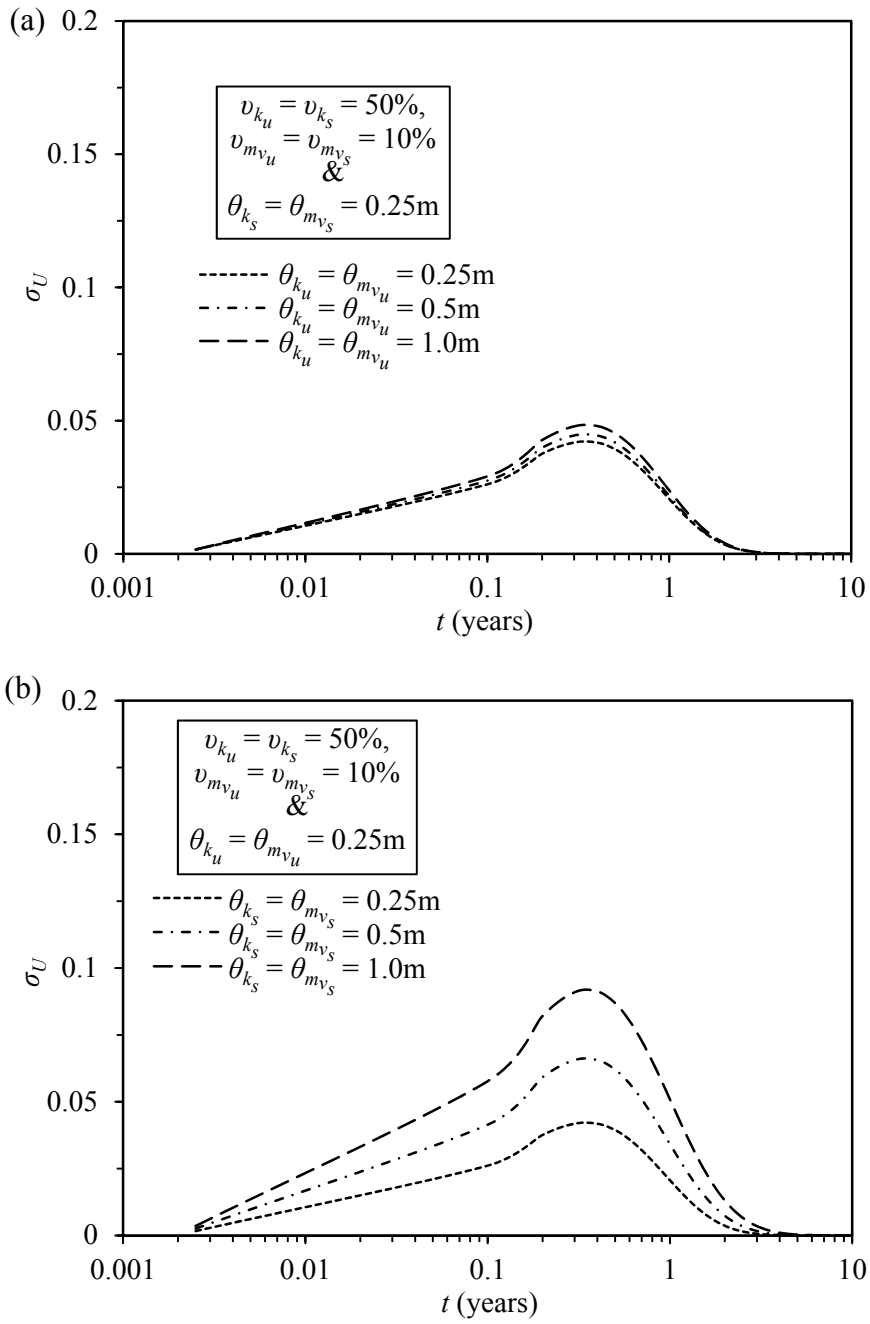 (a)
0.2
0.15
0.1
0.05
0
σ_U
υ_{k_u} = υ_{k_s} = 50%,
υ_{m_{v_u}} = υ_{m_{v_s}} = 10%
&
θ_{k_s} = θ_{m_{v_s}} = 0.25m
θ_{k_u} = θ_{m_{v_u}} = 0.25m
θ_{k_u} = θ_{m_{v_u}} = 0.5m
θ_{k_u} = θ_{m_{v_u}} = 1.0m
0.001 0.01 0.1 1 10
t (years)
(b)
0.2
0.15
0.1
0.05
0
σ_U
υ_{k_u} = υ_{k_s} = 50%,
υ_{m_{v_u}} = υ_{m_{v_s}} = 10%
&
θ_{k_u} = θ_{m_{v_u}} = 0.25m
θ_{k_s} = θ_{m_{v_s}} = 0.25m
θ_{k_s} = θ_{m_{v_s}} = 0.5m
θ_{k_s} = θ_{m_{v_s}} = 1.0m
0.001 0.01 0.1 1 10
t (years)